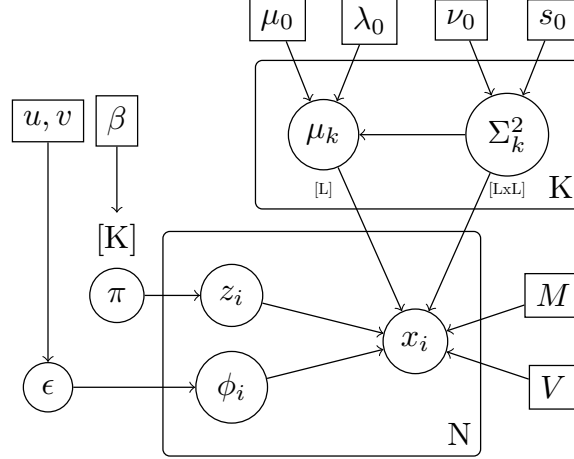 μ₀ λ₀ ν₀ s₀
u, v β μₖ Σ²ₖ
[L] [LxL] K
[K]
π zᵢ M
xᵢ
ϵ ϕᵢ V
N